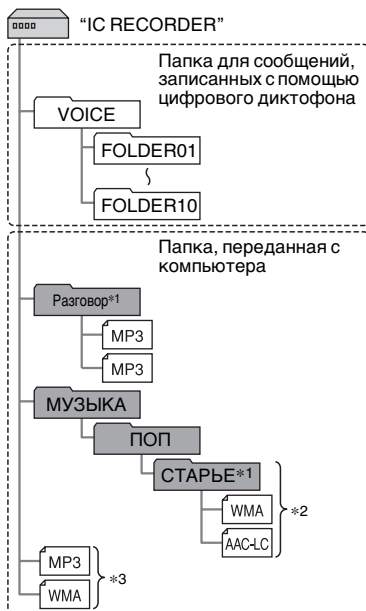 “IC RECORDER”
Папка для сообщений,
записанных с помощью
цифрового диктофона
VOICE
FOLDER01
FOLDER10
Папка, переданная с
компьютера
Разговор*1
MP3
MP3
МУЗЫКА
ПОП
СТАРЬЕ*1
WMA
*2
AAC-LC
MP3
*3
WMA